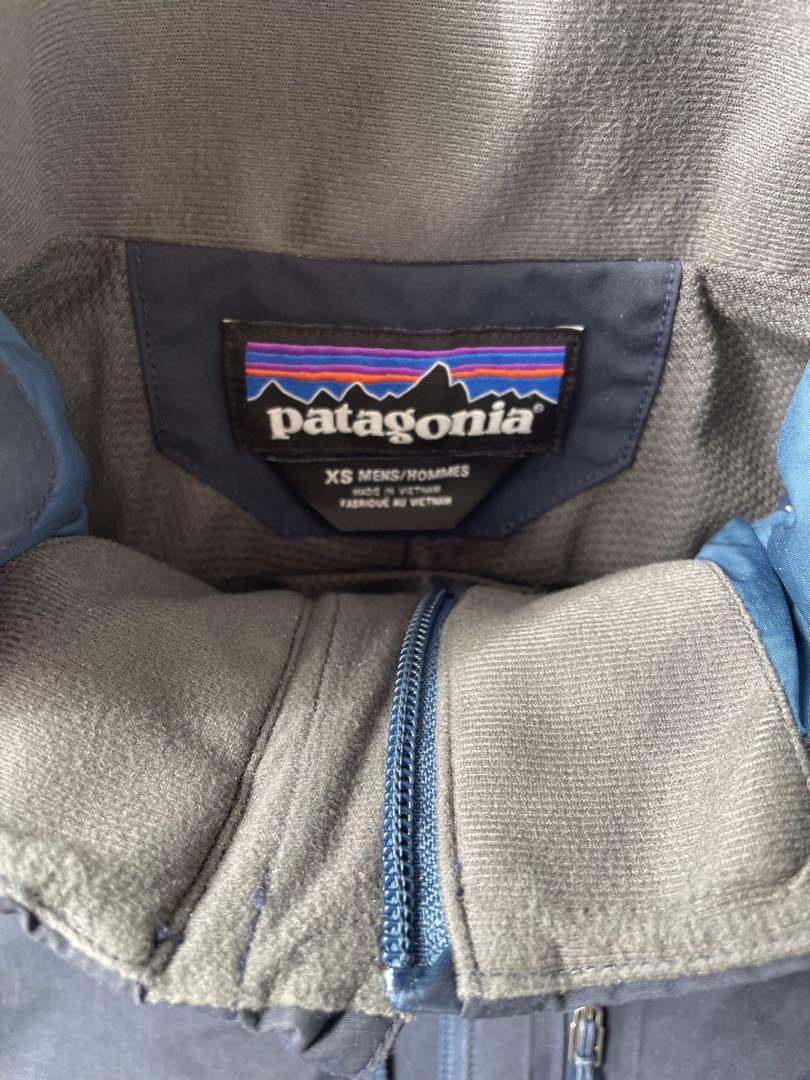 patagonia®
XS MENS/HOMMES
MADE IN VIETNAM
FABRIQUÉ AU VIETNAM